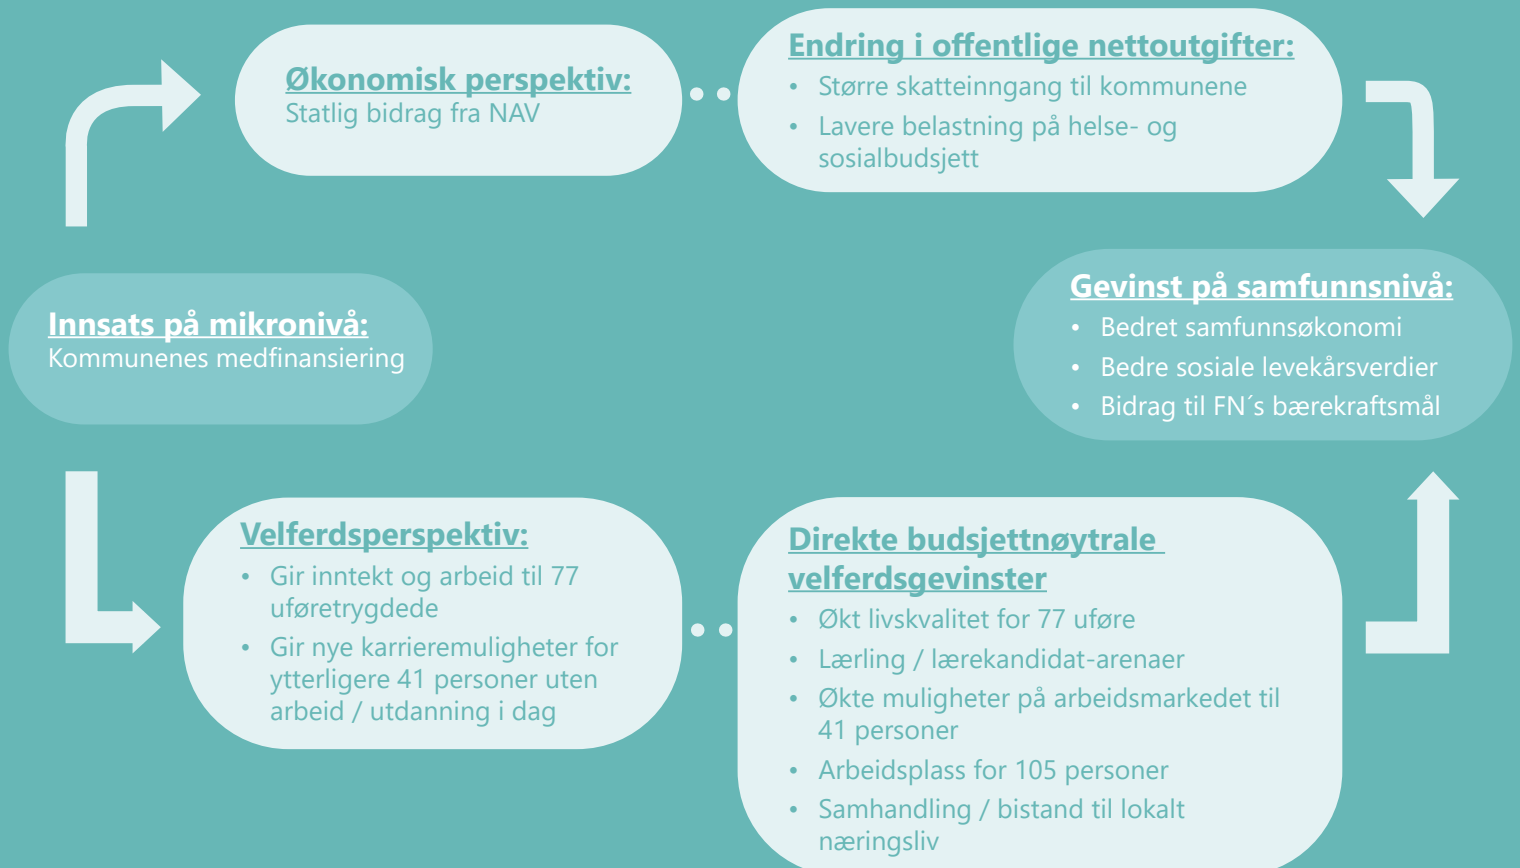 Økonomisk perspektiv:
Statlig bidrag fra NAV
Endring i offentlige nettoutgifter:
• Større skatteinngang til kommunene
• Lavere belastning på helse- og
sosialbudsjett
Innsats på mikronivå:
Kommunenes medfinansiering
Gevinst på samfunnsnivå:
• Bedret samfunnsøkonomi
• Bedre sosiale levekårsverdier
• Bidrag til FN´s bærekraftsmål
Velferdsperspektiv:
• Gir inntekt og arbeid til 77
uføretrygdede
• Gir nye karrieremuligheter for
ytterligere 41 personer uten
arbeid / utdanning i dag
Direkte budsjettnøytrale
velferdsgevinster
• Økt livskvalitet for 77 uføre
• Lærling / lærekandidat-arenaer
• Økte muligheter på arbeidsmarkedet til
41 personer
• Arbeidsplass for 105 personer
• Samhandling / bistand til lokalt
næringsliv